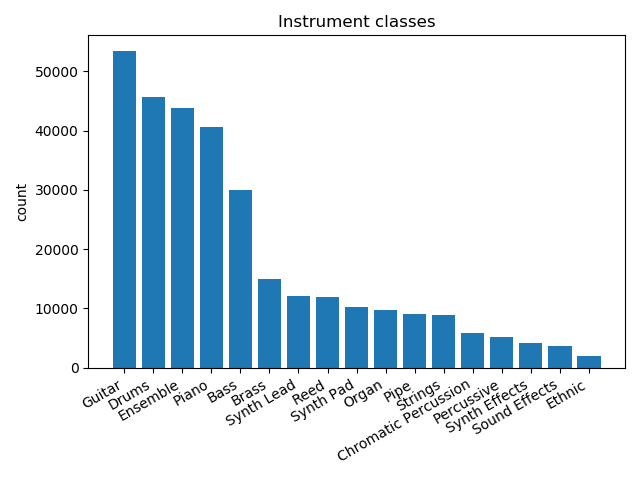 Instrument classes
50000
40000
30000
20000
10000
0
count
Guitar
Drums
Ensemble
Piano
Bass
Brass
Synth Lead
Reed
Synth Pad
Organ
Pipe
Strings
Chromatic Percussion
Percussive
Synth Effects
Sound Effects
Ethnic